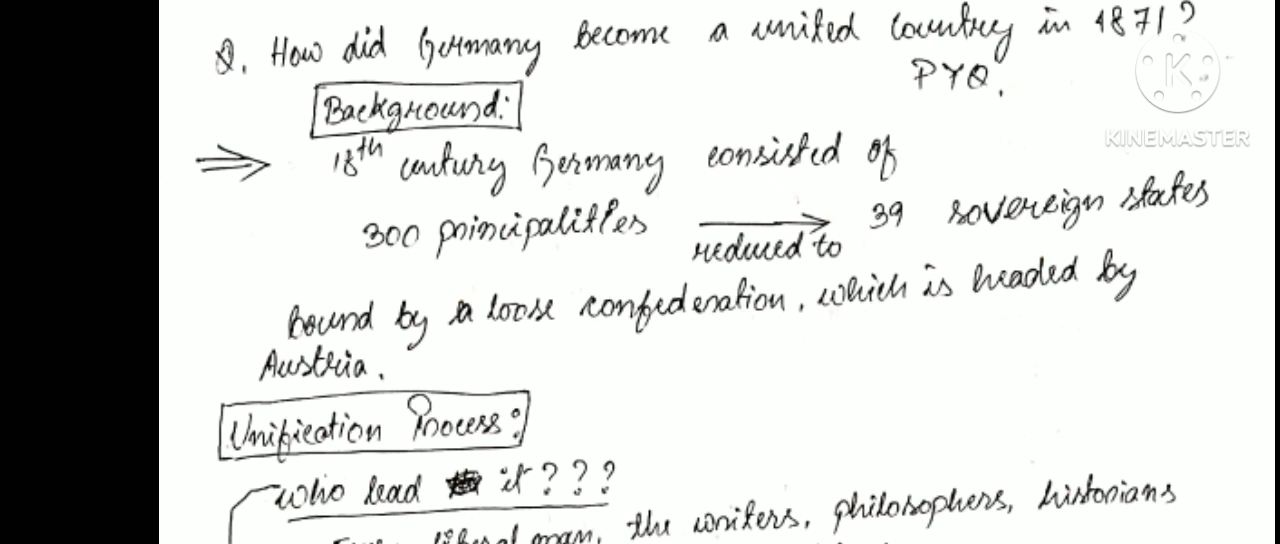 Q. How did Germany become a united country in 1871?
PYQ.
KINEMASTER
Background:
⇒ 18th century Germany consisted of
300 principalities → reduced to 39 sovereign states
Bound by a loose confederation, which is headed by
Austria.
Unification Process:
who lead it???
liberal man, the writers, philosophers, historians